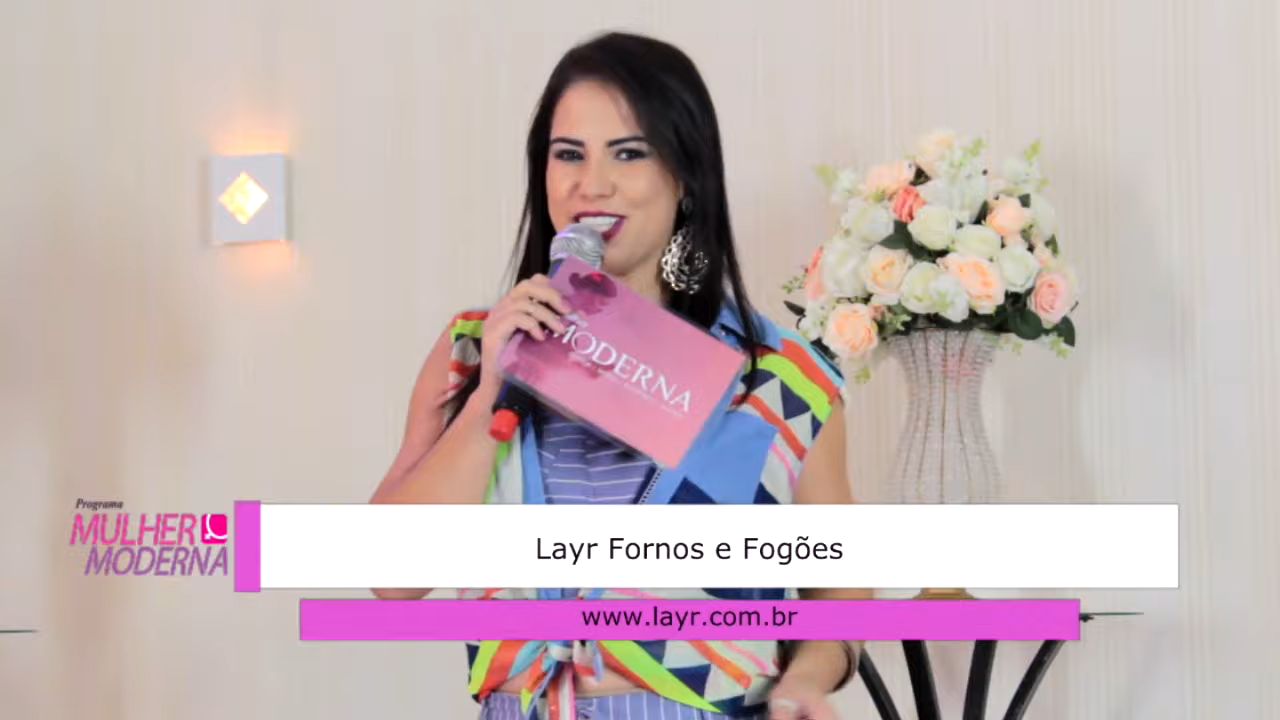 MODERNA
Programa
MULHER
MODERNA
Layr Fornos e Fogões
www.layr.com.br